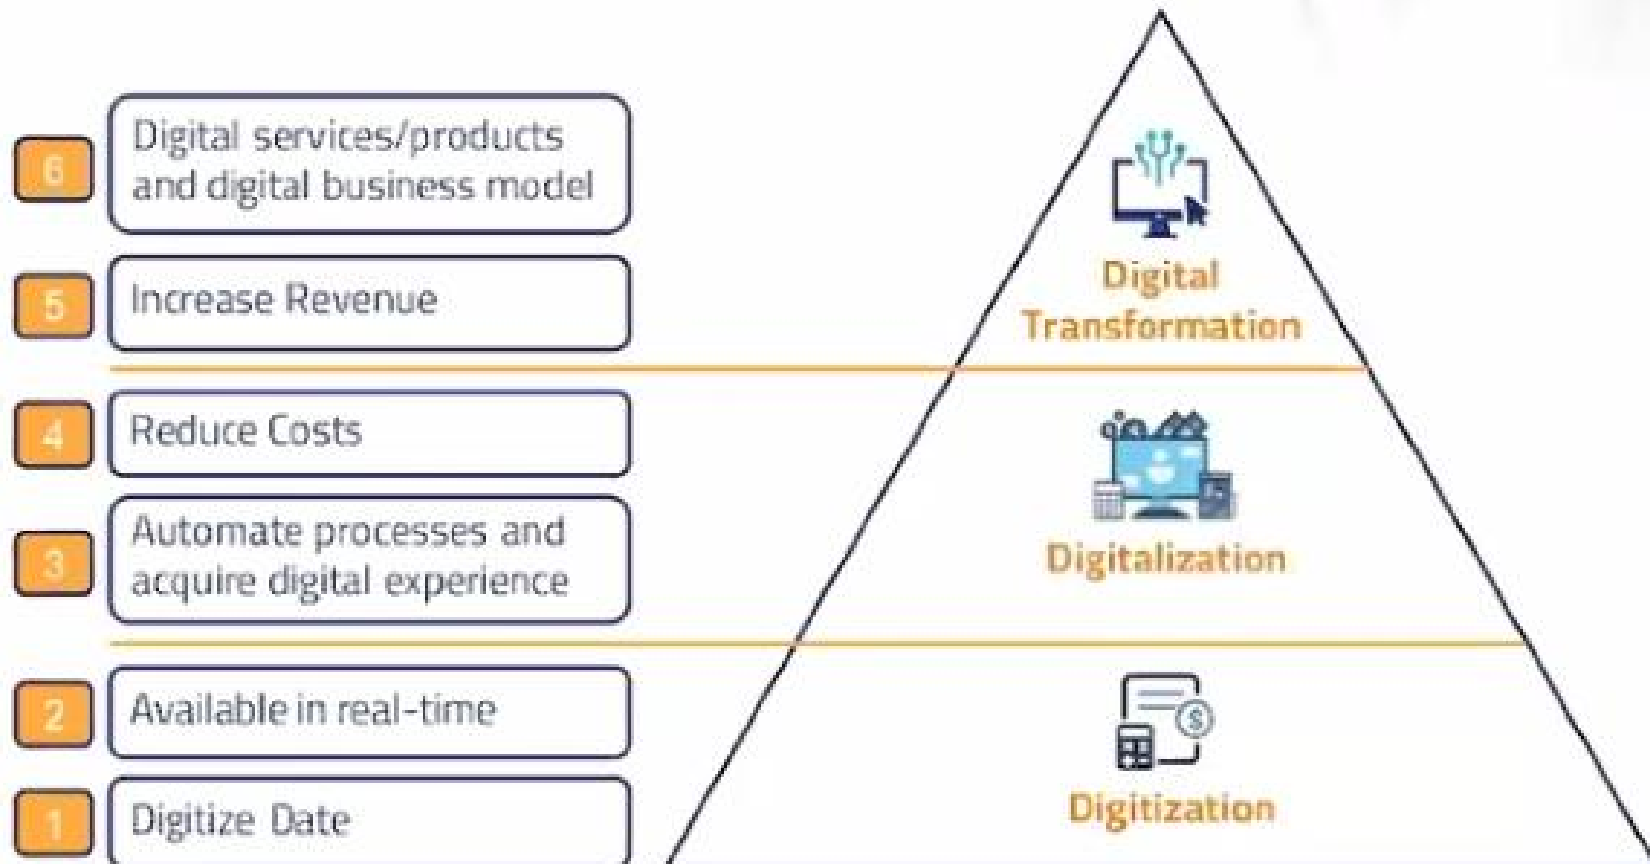 6
Digital services/products
and digital business model
5
Increase Revenue
4
Reduce Costs
3
Automate processes and
acquire digital experience
2
Available in real-time
1
Digitize Date
Digital
Transformation
Digitalization
$
Digitization